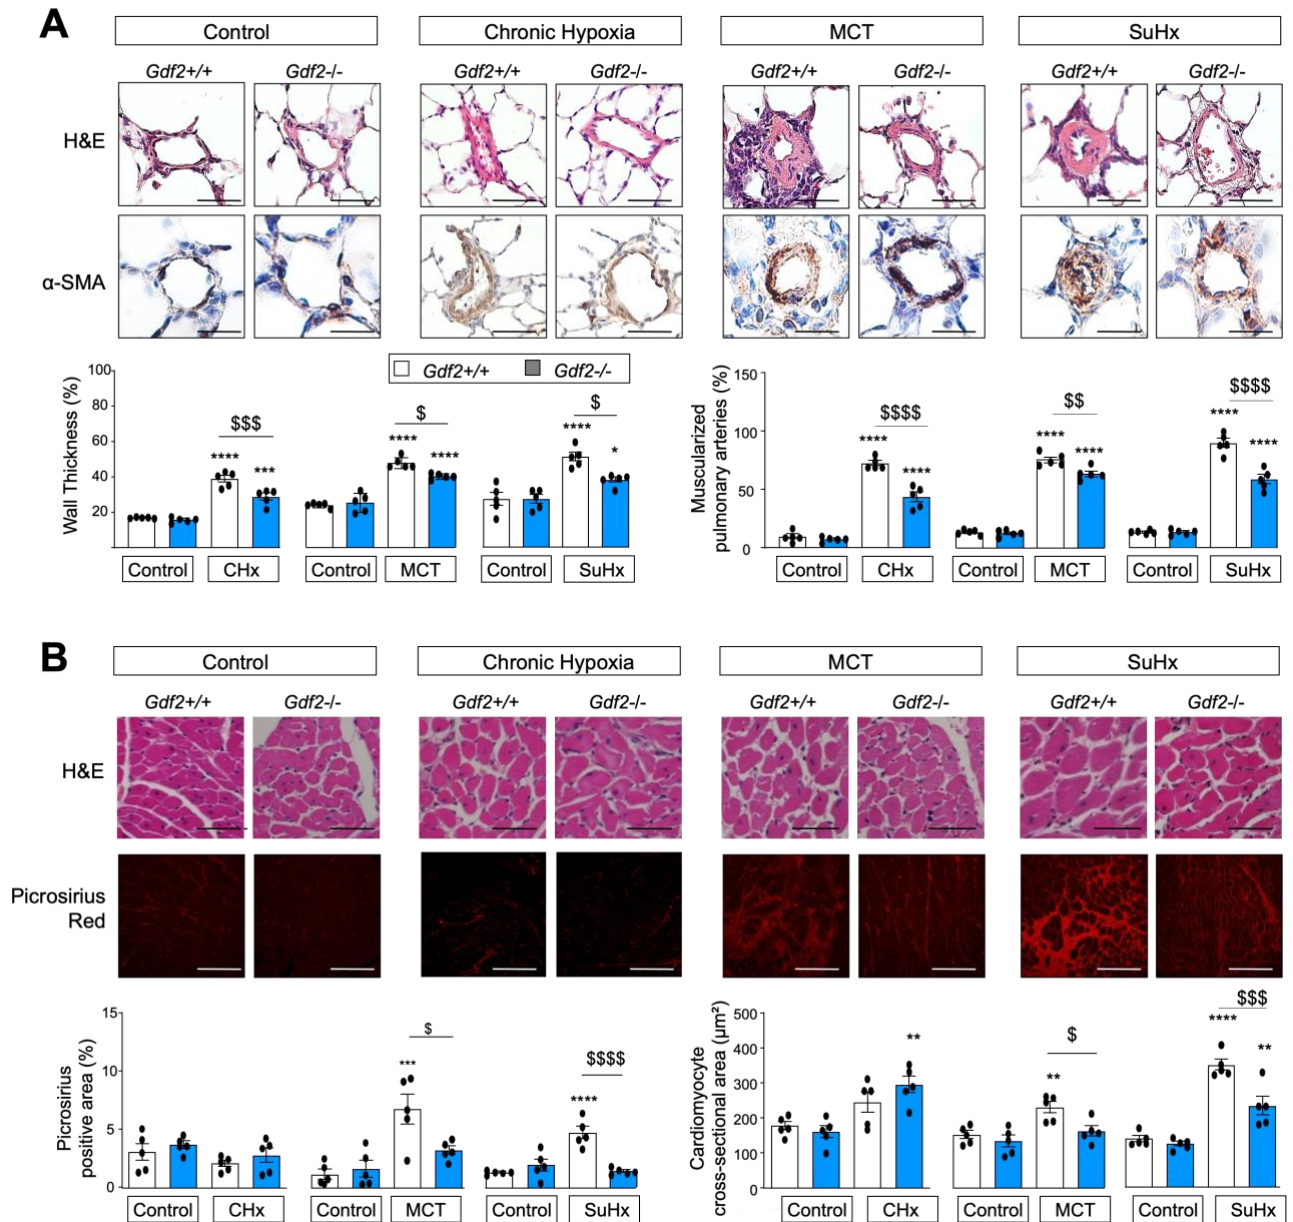 A
Control
Chronic Hypoxia
MCT
SuHx
Gdf2+/+
Gdf2-/-
Gdf2+/+
Gdf2-/-
Gdf2+/+
Gdf2-/-
Gdf2+/+
Gdf2-/-
H&E
α-SMA
Wall Thickness (%)
100
80
60
40
20
Gdf2+/+
Gdf2-/-
$$$
****
***
$
****
****
$
****
*
Control
CHx
Control
MCT
Control
SuHx
Muscularized
pulmonary arteries (%)
150
100
50
0
$$$$
****
****
$$
****
****
$$$$
****
****
Control
CHx
Control
MCT
Control
SuHx
B
Control
Chronic Hypoxia
MCT
SuHx
Gdf2+/+
Gdf2-/-
Gdf2+/+
Gdf2-/-
Gdf2+/+
Gdf2-/-
Gdf2+/+
Gdf2-/-
H&E
Picrosirius
Red
Picrosirius
positive area (%)
15
10
5
0
$
***
$$$$
****
Control
CHx
Control
MCT
Control
SuHx
Cardiomyocyte
cross-sectional area (µm²)
500
400
300
200
100
0
**
$
**
$$$
****
**
Control
CHx
Control
MCT
Control
SuHx